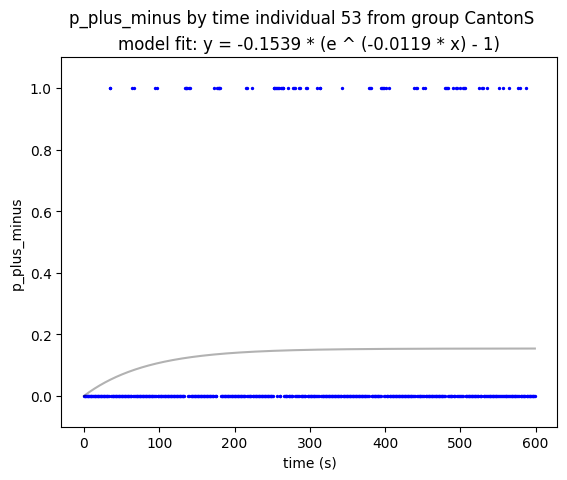 p_plus_minus by time individual 53 from group CantonS
model fit: y = -0.1539 * (e ^ (-0.0119 * x) - 1)
1.0
0.8
0.6
0.4
0.2
0.0
p_plus_minus
0 100 200 300 400 500 600
time (s)